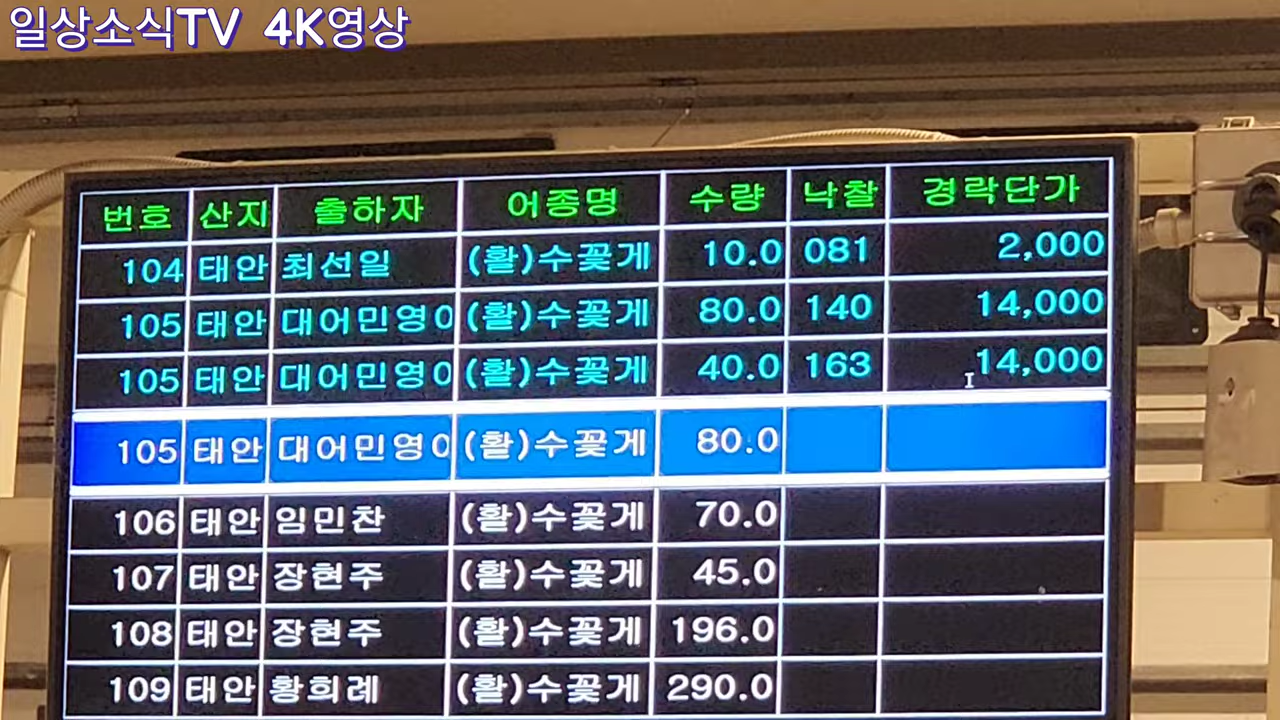 일상소식TV 4K영상
번호 산지 출하자 어종명 수량 낙찰 경락단가
104 태안 최선일 (활)수꽃게 10.0 081 2,000
105 태안 대어민영어 (활)수꽃게 80.0 140 14,000
105 태안 대어민영어 (활)수꽃게 40.0 163 14,000
105 태안 대어민영어 (활)수꽃게 80.0
106 태안 임민찬 (활)수꽃게 70.0
107 태안 장현주 (활)수꽃게 45.0
108 태안 장현주 (활)수꽃게 196.0
109 태안 황희례 (활)수꽃게 290.0